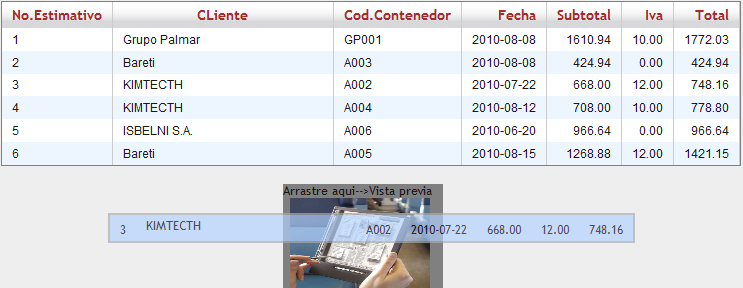 No.Estimativo CLiente Cod.Contenedor Fecha Subtotal Iva Total
1 Grupo Palmar GP001 2010-08-08 1610.94 10.00 1772.03
2 Bareti A003 2010-08-08 424.94 0.00 424.94
3 KIMTECTH A002 2010-07-22 668.00 12.00 748.16
4 KIMTECTH A004 2010-08-12 708.00 10.00 778.80
5 ISBELNI S.A. A006 2010-06-20 966.64 0.00 966.64
6 Bareti A005 2010-08-15 1268.88 12.00 1421.15
Arrastre aqui-->Vista previa
3 KIMTECTH A002 2010-07-22 668.00 12.00 748.16